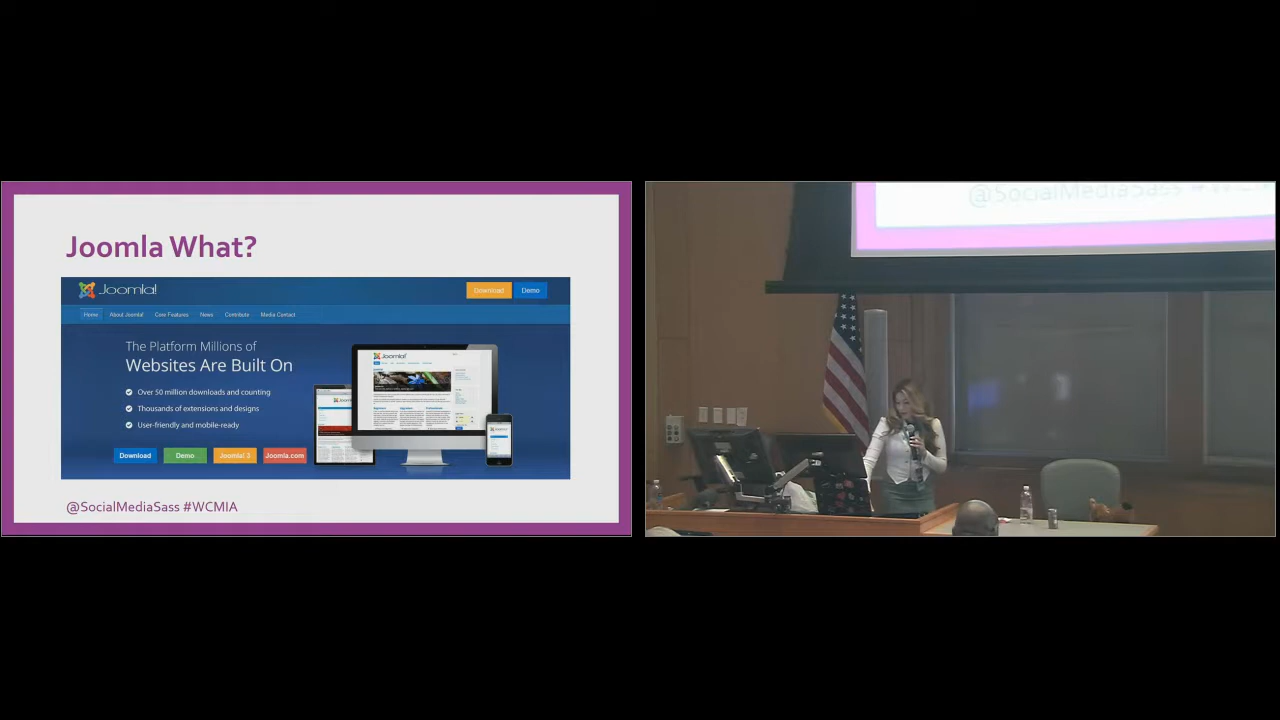 Joomla What?
Joomla!
Download Demo
Home About Joomla! Core Features News Contribute Media Contact
The Platform Millions of
Websites Are Built On
Over 50 million downloads and counting
Thousands of extensions and designs
User-friendly and mobile-ready
Download Demo Joomla! 3 Joomla.com
Joomla!
@SocialMediaSass #WCMIA
@SocialMediaSass #WCM